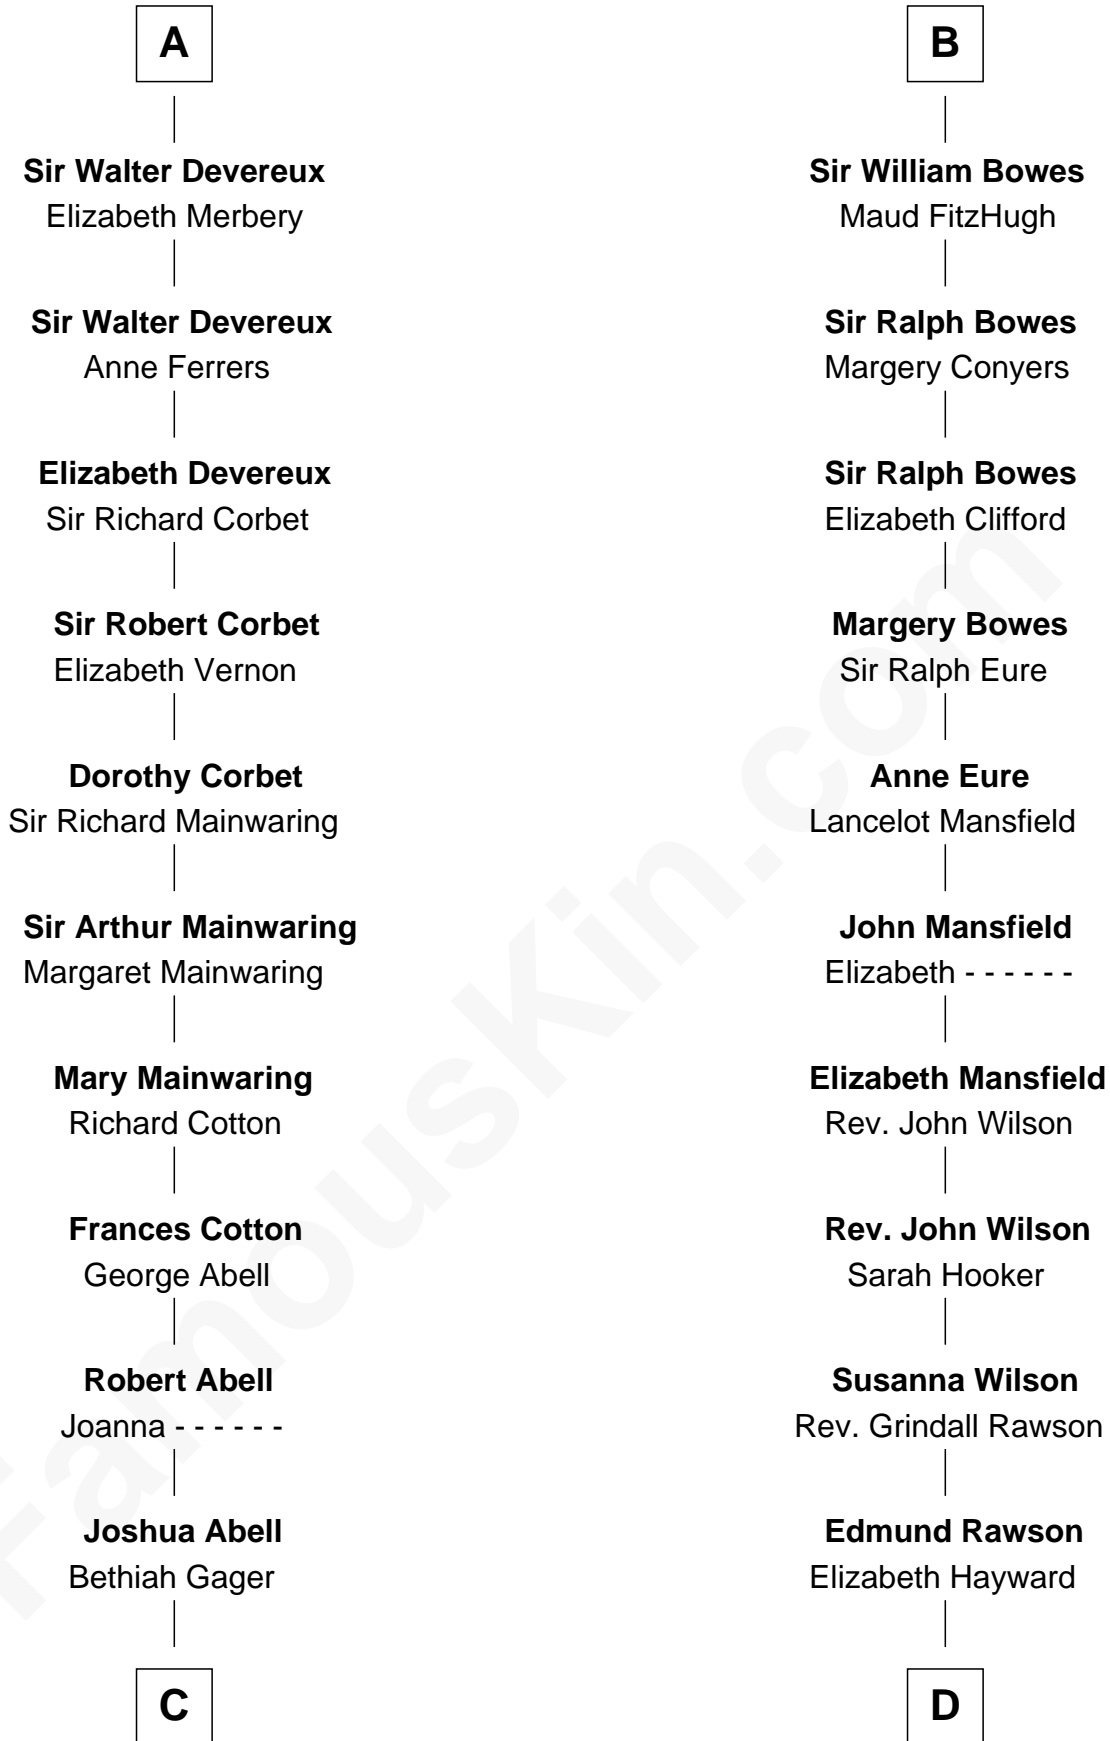 A
Sir Walter Devereux
Elizabeth Merbery
Sir Walter Devereux
Anne Ferrers
Elizabeth Devereux
Sir Richard Corbet
Sir Robert Corbet
Elizabeth Vernon
Dorothy Corbet
Sir Richard Mainwaring
Sir Arthur Mainwaring
Margaret Mainwaring
Mary Mainwaring
Richard Cotton
Frances Cotton
George Abell
Robert Abell
Joanna - - - - - -
Joshua Abell
Bethiah Gager
C
B
Sir William Bowes
Maud FitzHugh
Sir Ralph Bowes
Margery Conyers
Sir Ralph Bowes
Elizabeth Clifford
Margery Bowes
Sir Ralph Eure
Anne Eure
Lancelot Mansfield
John Mansfield
Elizabeth - - - - - -
Elizabeth Mansfield
Rev. John Wilson
Rev. John Wilson
Sarah Hooker
Susanna Wilson
Rev. Grindall Rawson
Edmund Rawson
Elizabeth Hayward
D
FamousKin.com